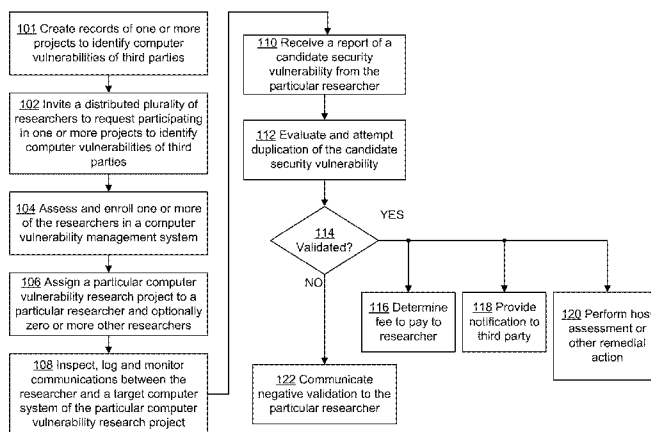 101 Create records of one or more
projects to identify computer
vulnerabilities of third parties
102 Invite a distributed plurality of
researchers to request participating
in one or more projects to identify
computer vulnerabilities of third
parties
104 Assess and enroll one or more
of the researchers in a computer
vulnerability management system
106 Assign a particular computer
vulnerability research project to a
particular researcher and optionally
zero or more other researchers
108 Inspect, log and monitor
communications between the
researcher and a target computer
system of the particular computer
vulnerability research project
110 Receive a report of a
candidate security
vulnerability from the
particular researcher
112 Evaluate and attempt
duplication of the candidate
security vulnerability
114
Validated?
YES
NO
116 Determine
fee to pay to
researcher
118 Provide
notification to
third party
120 Perform host
assessment or
other remedial
action
122 Communicate
negative validation to the
particular researcher